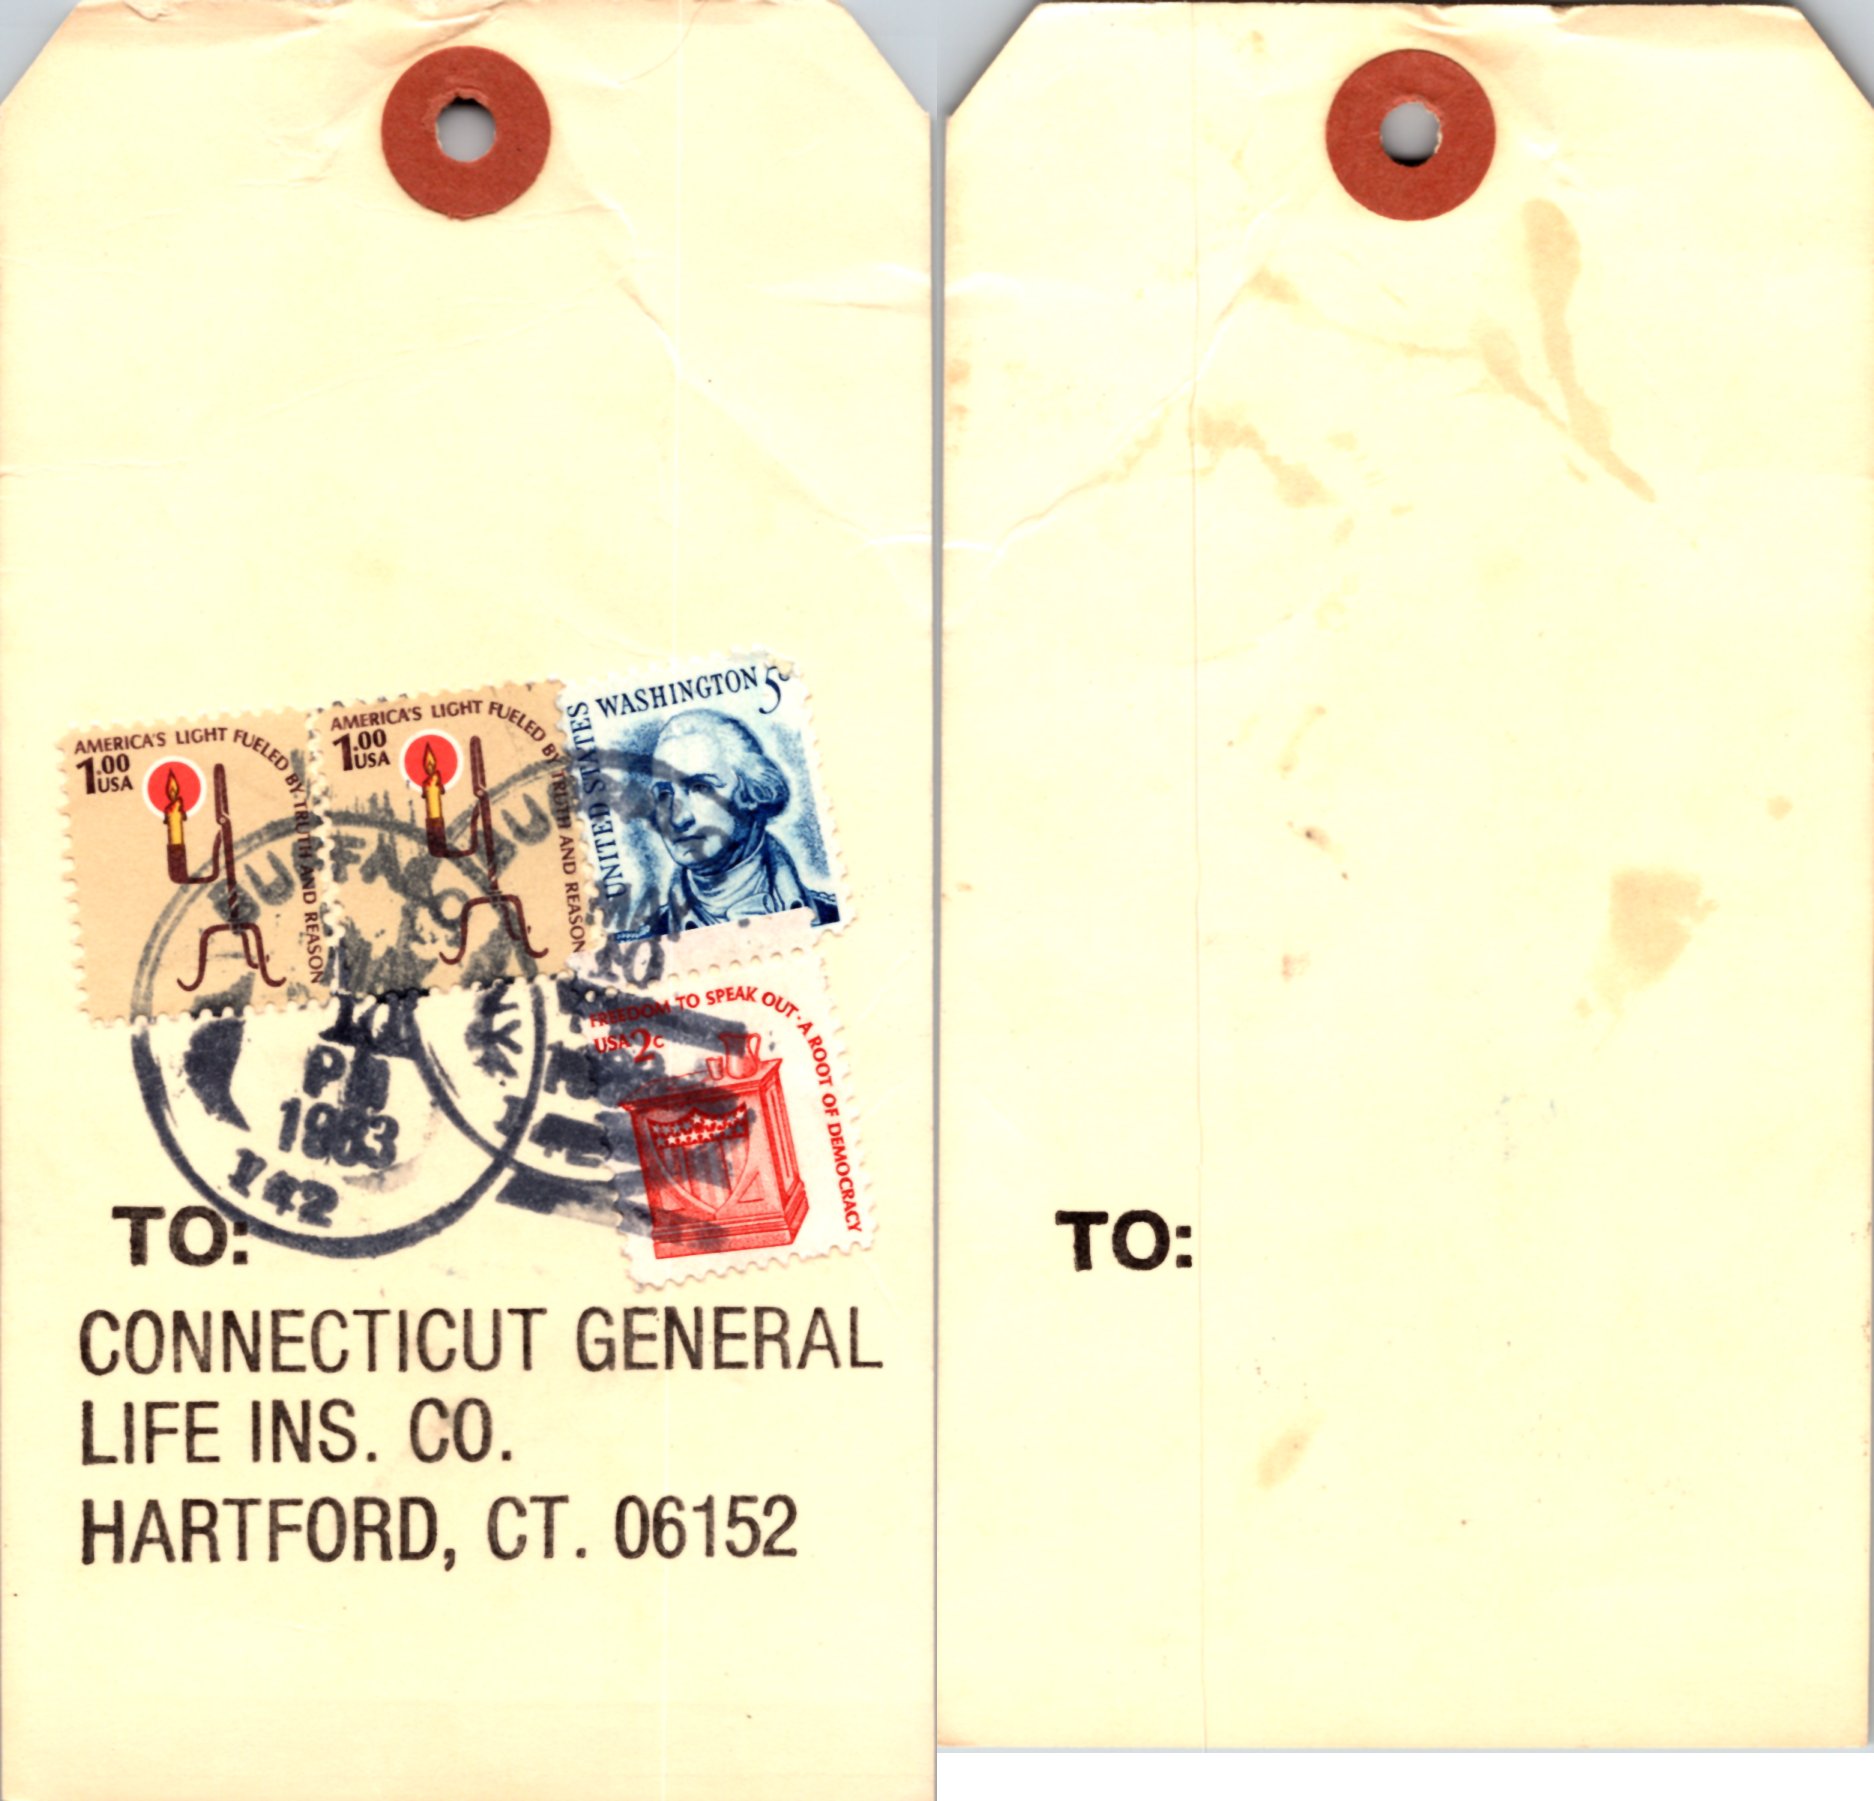 AMERICA'S LIGHT FUELED BY TRUTH AND REASON
1.00
USA
AMERICA'S LIGHT FUELED BY TRUTH AND REASON
1.00
USA
WASHINGTON 5c
UNITED STATES
FREEDOM TO SPEAK OUT · A ROOT OF DEMOCRACY
USA 2c
BUFFALO
PM
1983
142
TO:
CONNECTICUT GENERAL
LIFE INS. CO.
HARTFORD, CT. 06152
TO: